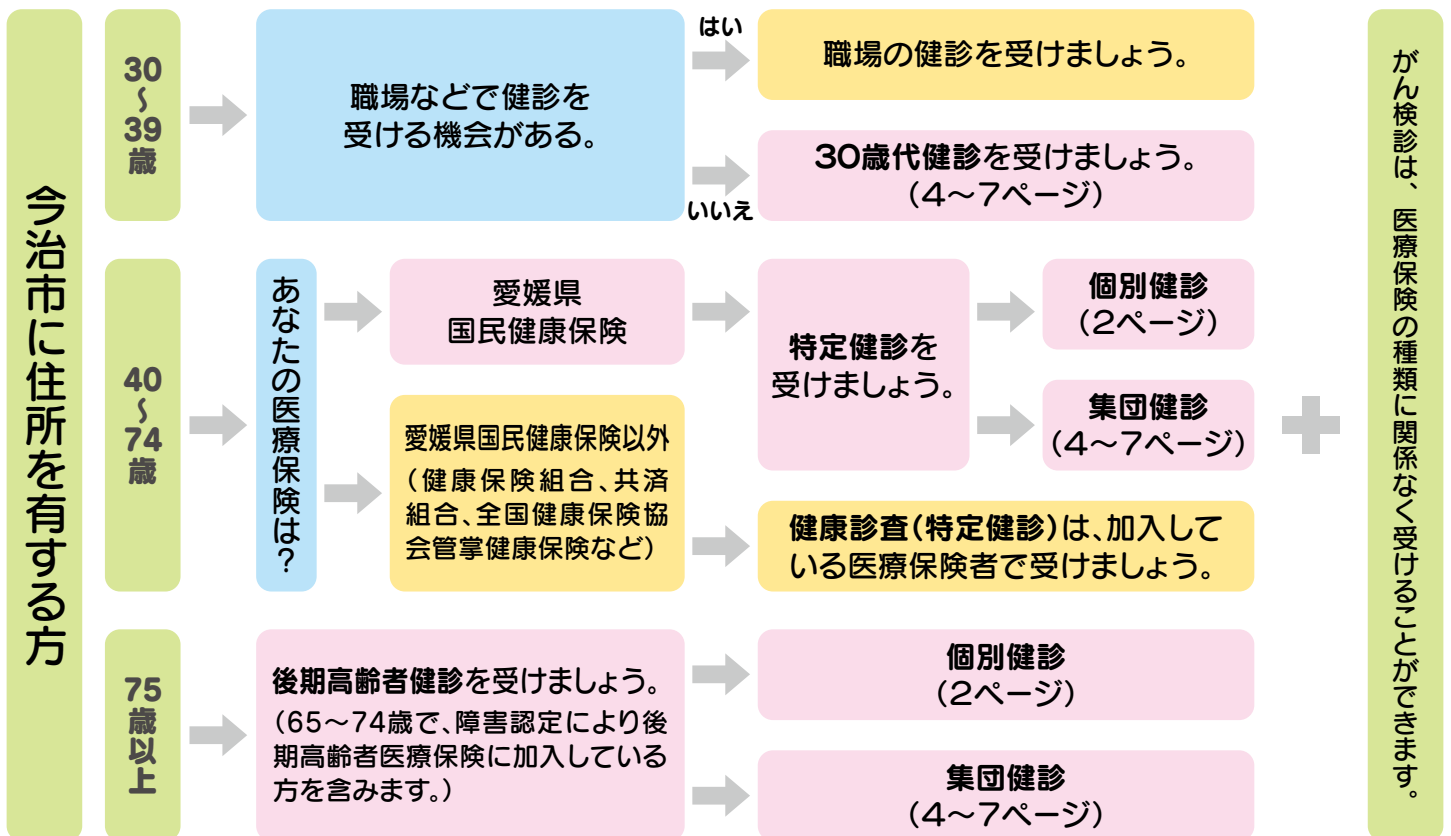 今治市に住所を有する方
30〜39歳
職場などで健診を
受ける機会がある。
はい
職場の健診を受けましょう。
いいえ
30歳代健診を受けましょう。
(4〜7ページ)
40〜74歳
あなたの医療保険は？
愛媛県
国民健康保険
特定健診を
受けましょう。
個別健診
(2ページ)
集団健診
(4〜7ページ)
愛媛県国民健康保険以外
(健康保険組合、共済
組合、全国健康保険協
会管掌健康保険など)
健康診査(特定健診)は、加入して
いる医療保険者で受けましょう。
75歳以上
後期高齢者健診を受けましょう。
(65〜74歳で、障害認定により後
期高齢者医療保険に加入している
方を含みます。)
個別健診
(2ページ)
集団健診
(4〜7ページ)
がん検診は、医療保険の種類に関係なく受けることができます。